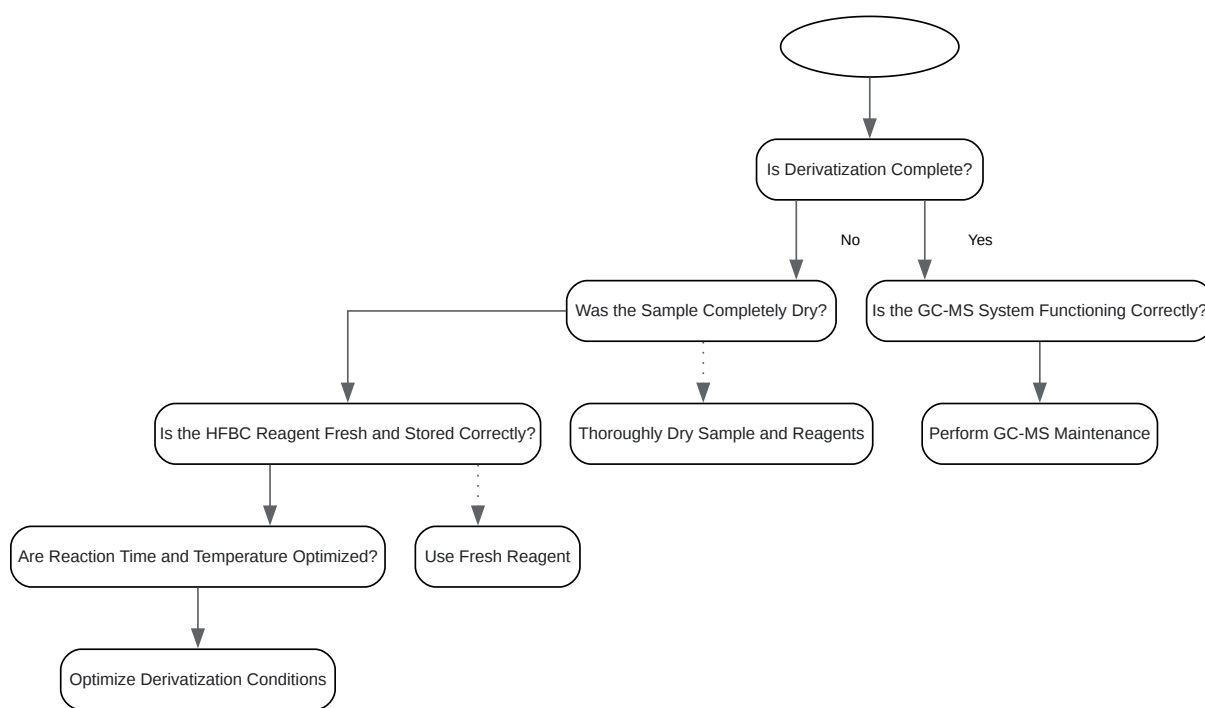 Is Derivatization Complete?
No
Yes
Was the Sample Completely Dry?
Is the GC-MS System Functioning Correctly?
Is the HFBC Reagent Fresh and Stored Correctly?
Thoroughly Dry Sample and Reagents
Perform GC-MS Maintenance
Are Reaction Time and Temperature Optimized?
Use Fresh Reagent
Optimize Derivatization Conditions